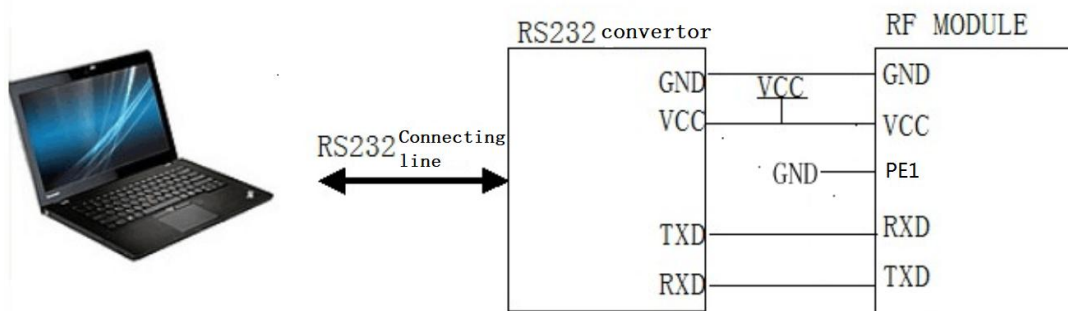 RS232 convertor
RF MODULE
GND
VCC
GND
VCC
VCC
RS232 Connecting
line
GND
PE1
TXD
RXD
RXD
TXD